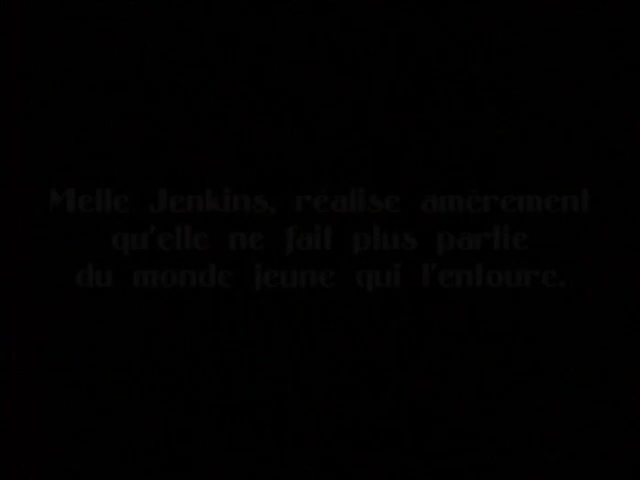 Melle Jenkins, réalise amèrement
qu'elle ne fait plus partie
du monde jeune qui l'entoure.